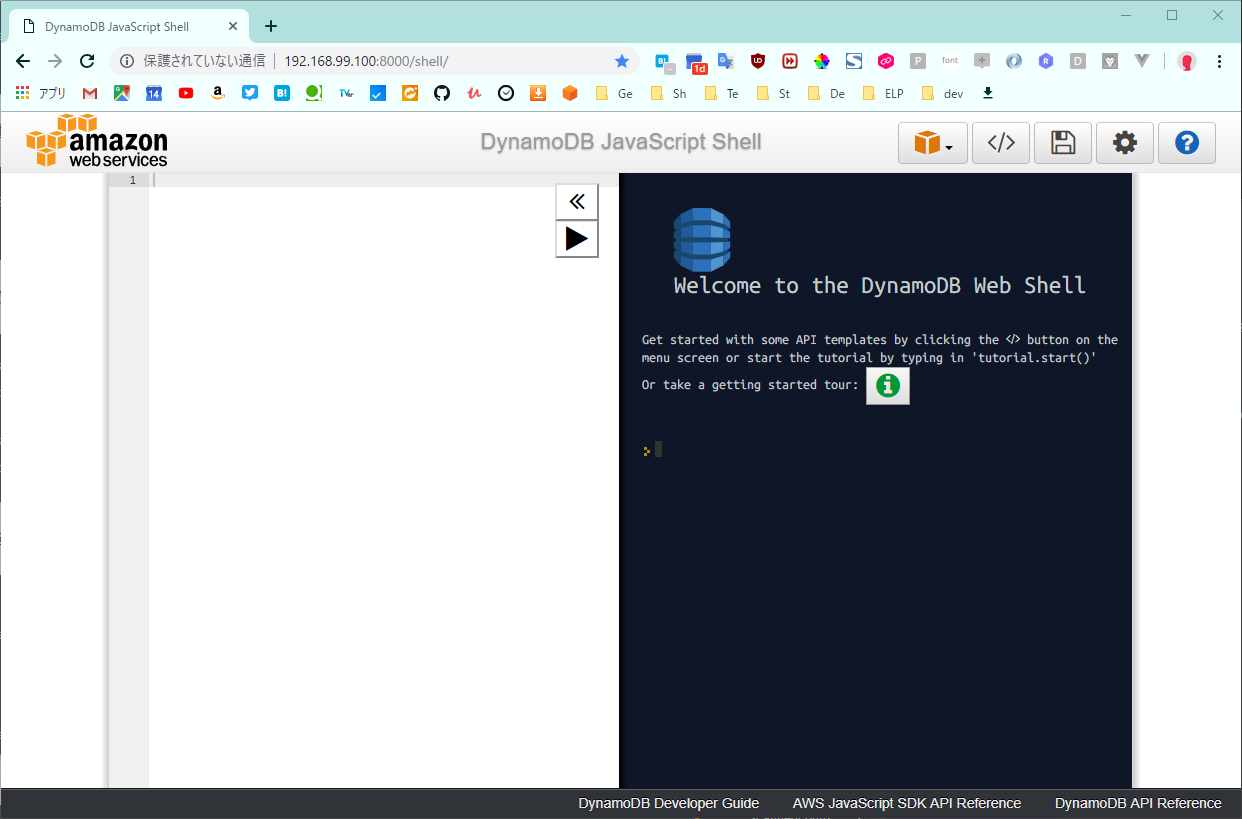 DynamoDB JavaScript Shell
保護されていない通信 192.168.99.100:8000/shell/
B! 1d G UD S P font + R D
アプリ 14 a B! TVer Ge Sh Te St De ELP dev
amazon web services
DynamoDB JavaScript Shell
</> ?
1
«
Welcome to the DynamoDB Web Shell
Get started with some API templates by clicking the </> button on the
menu screen or start the tutorial by typing in 'tutorial.start()'
Or take a getting started tour: i
>
DynamoDB Developer Guide AWS JavaScript SDK API Reference DynamoDB API Reference